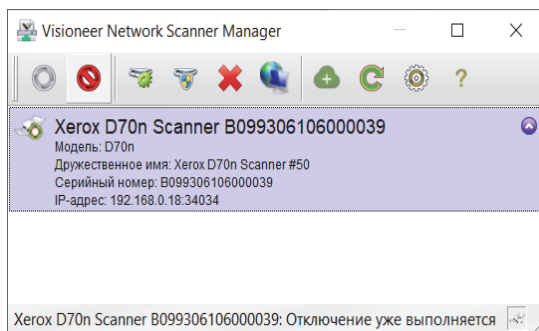 Visioneer Network Scanner Manager
Xerox D70n Scanner B099306106000039
Модель: D70n
Дружественное имя: Xerox D70n Scanner #50
Серийный номер: B099306106000039
IP-адрес: 192.168.0.18:34034
Xerox D70n Scanner B099306106000039: Отключение уже выполняется